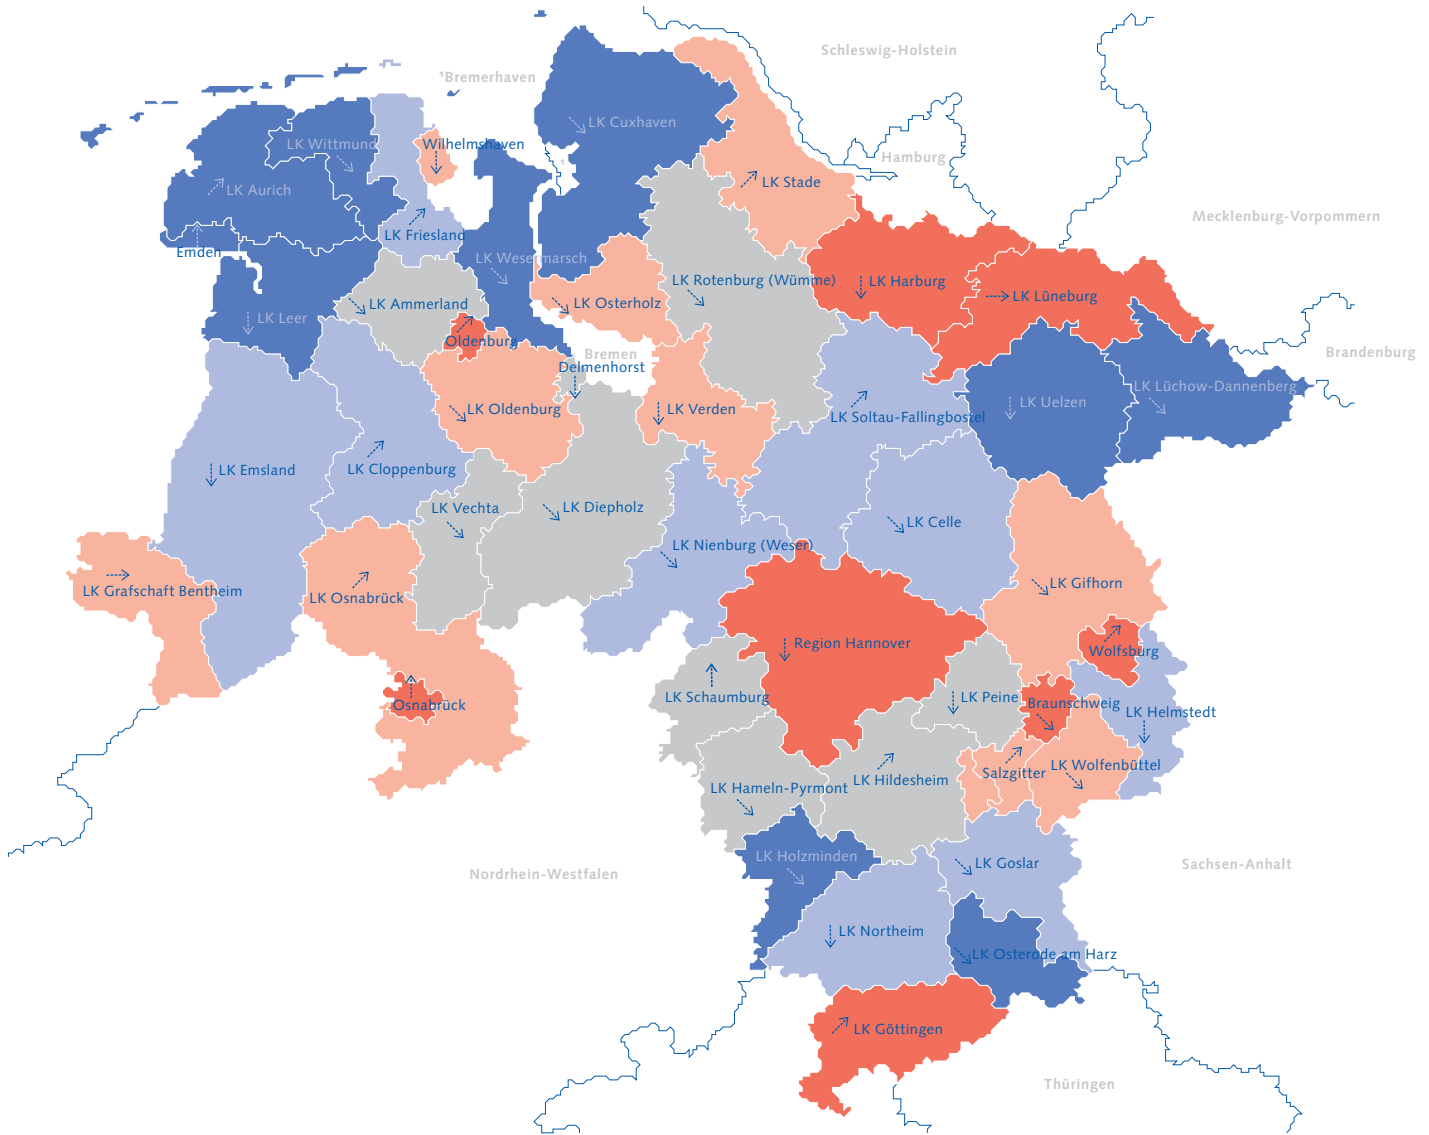 Schleswig-Holstein
¹Bremerhaven
LK Cuxhaven
LK Wittmund
Wilhelmshaven
Hamburg
LK Aurich
LK Stade
Mecklenburg-Vorpommern
LK Friesland
Emden
LK Wesermarsch
¹
LK Rotenburg (Wümme)
LK Harburg
LK Lüneburg
LK Ammerland
LK Osterholz
LK Leer
Oldenburg
Bremen
Brandenburg
Delmenhorst
LK Lüchow-Dannenberg
LK Uelzen
LK Oldenburg
LK Verden
LK Soltau-Fallingbostel
LK Emsland
LK Cloppenburg
LK Vechta
LK Diepholz
LK Celle
LK Nienburg (Weser)
LK Grafschaft Bentheim
LK Osnabrück
LK Gifhorn
Region Hannover
Wolfsburg
LK Schaumburg
LK Peine
Osnabrück
Braunschweig
LK Helmstedt
LK Hildesheim
Salzgitter
LK Wolfenbüttel
LK Hameln-Pyrmont
LK Holzminden
LK Goslar
Sachsen-Anhalt
Nordrhein-Westfalen
LK Northeim
LK Osterode am Harz
LK Göttingen
Thüringen